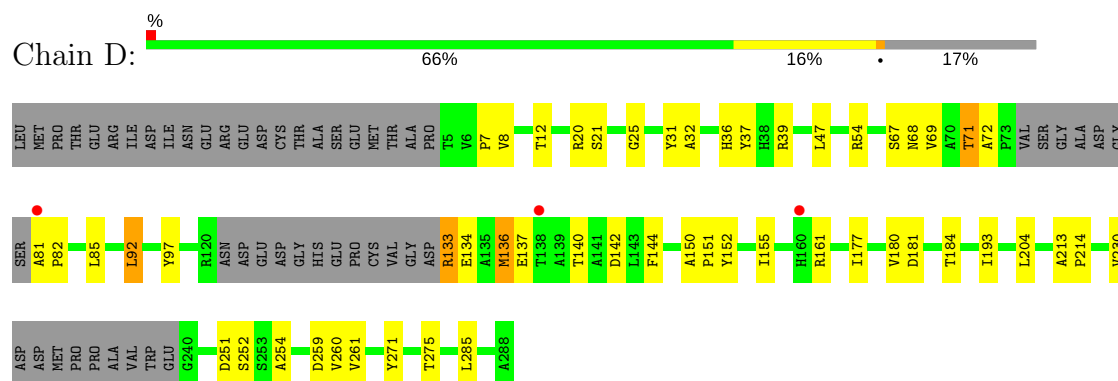 %
Chain D:
66% 16% • 17%
LEU MET PRO THR GLU ARG ILE ASP ILE ASN GLU ARG GLU ASP CYS THR ALA SER GLU MET THR ALA PRO T5 V6 P7 V8 T12 R20 S21 G25 Y31 A32 H36 Y37 H38 R39 L47 R54 S67 N68 V69 A70 T71 A72 P73 VAL SER GLY ALA ASP GLY
SER A81 P82 L85 L92 Y97 R120 ASN ASP GLU ASP GLY HIS GLU PRO CYS VAL GLY ASP R133 E134 A135 M136 E137 T138 A139 T140 A141 D142 L143 F144 A150 P151 Y152 I155 H160 R161 I177 V180 D181 T184 I193 L204 A213 P214 V230
ASP ASP MET PRO PRO ALA VAL TRP GLU G240 D251 S252 S253 A254 D259 V260 V261 Y271 T275 L285 A288